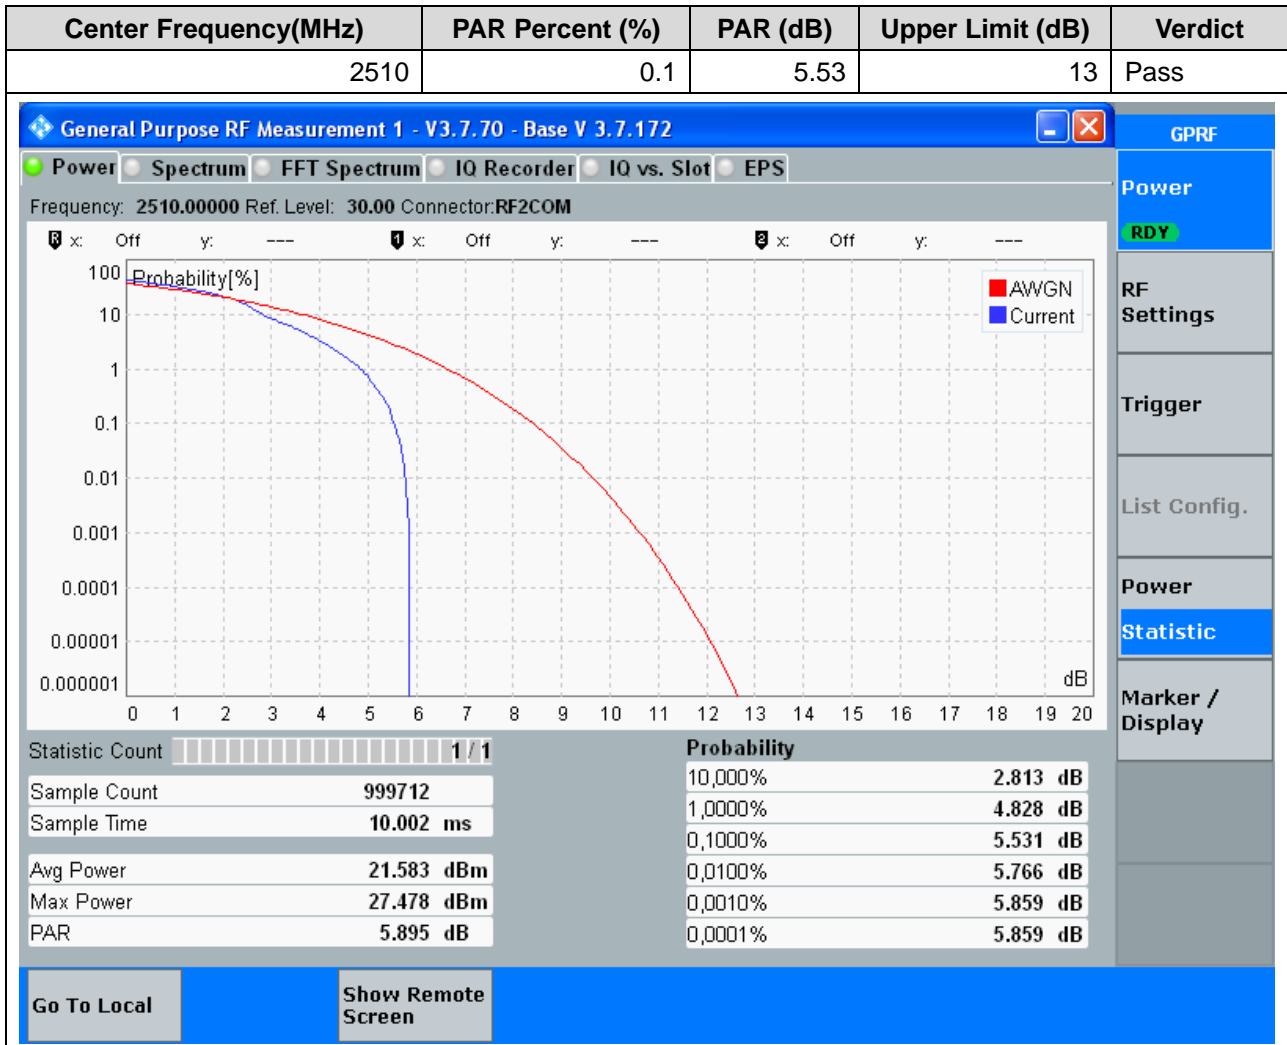 Center Frequency(MHz) PAR Percent (%) PAR (dB) Upper Limit (dB) Verdict
2510 0.1 5.53 13 Pass
General Purpose RF Measurement 1 - V3.7.70 - Base V 3.7.172
GPRF
Power Spectrum FFT Spectrum IQ Recorder IQ vs. Slot EPS
Power
RDY
Frequency: 2510.00000 Ref. Level: 30.00 Connector:RF2COM
R x: Off y: --- 1 x: Off y: --- 2 x: Off y: ---
Probability[%]
AWGN
Current
100
10
1
0.1
0.01
0.001
0.0001
0.00001
0.000001
dB
0 1 2 3 4 5 6 7 8 9 10 11 12 13 14 15 16 17 18 19 20
RF
Settings
Trigger
List Config.
Power
Statistic
Marker /
Display
Statistic Count 1 / 1
Sample Count 999712
Sample Time 10.002 ms
Avg Power 21.583 dBm
Max Power 27.478 dBm
PAR 5.895 dB
Probability
10,000% 2.813 dB
1,0000% 4.828 dB
0,1000% 5.531 dB
0,0100% 5.766 dB
0,0010% 5.859 dB
0,0001% 5.859 dB
Go To Local
Show Remote
Screen